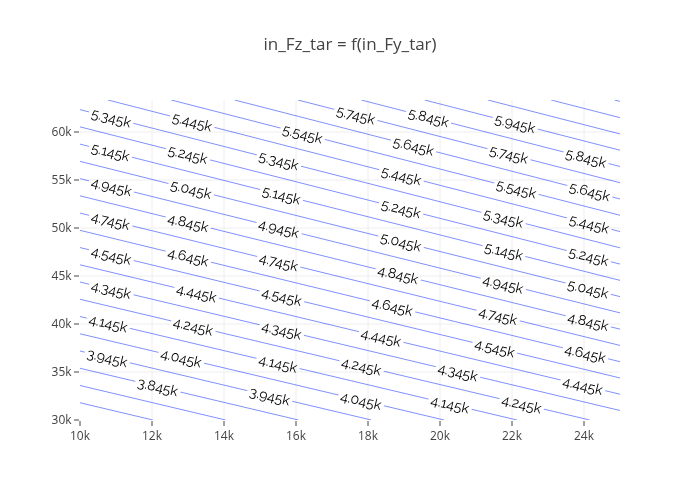 in_Fz_tar = f(in_Fy_tar)
5.745k 5.845k 5.945k
60k 5.345k 5.445k 5.545k 5.645k 5.745k 5.845k
55k 5.145k 5.245k 5.345k 5.445k 5.545k 5.645k
4.945k 5.045k 5.145k 5.245k 5.345k 5.445k
50k 4.745k 4.845k 4.945k 5.045k 5.145k 5.245k
45k 4.545k 4.645k 4.745k 4.845k 4.945k 5.045k
4.345k 4.445k 4.545k 4.645k 4.745k 4.845k
40k 4.145k 4.245k 4.345k 4.445k 4.545k 4.645k
35k 3.945k 4.045k 4.145k 4.245k 4.345k 4.445k
3.845k 3.945k 4.045k 4.145k 4.245k
30k
10k 12k 14k 16k 18k 20k 22k 24k